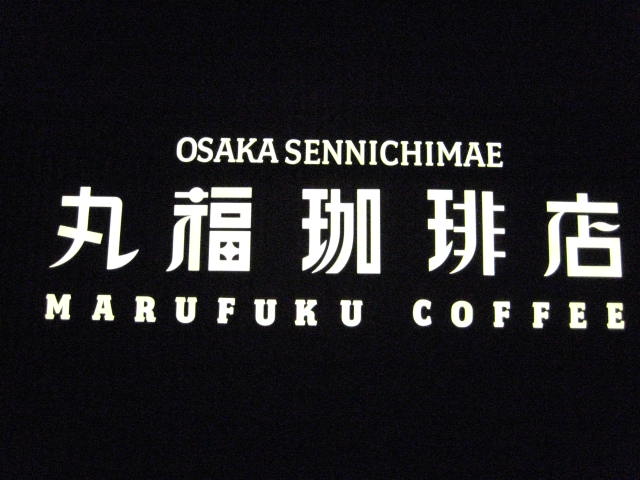 OSAKA SENNICHIMAE
丸福珈琲店
MARUFUKU COFFEE